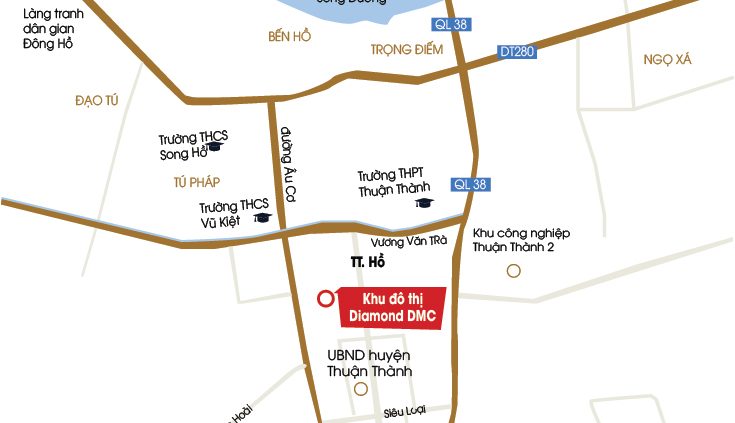 Sông Đuống
Làng tranh
dân gian
Đông Hồ
QL 38
BẾN HỒ
TRỌNG ĐIỂM
DT280
NGỌ XÁ
ĐẠO TÚ
đường Âu Cơ
Trường THCS
Song Hồ
Trường THPT
Thuận Thành
TÚ PHÁP
QL 38
Trường THCS
Vũ Kiệt
Vương Văn TRà
Khu công nghiệp
Thuận Thành 2
TT. Hồ
Khu đô thị
Diamond DMC
UBND huyện
Thuận Thành
Siêu Loại
Hoài